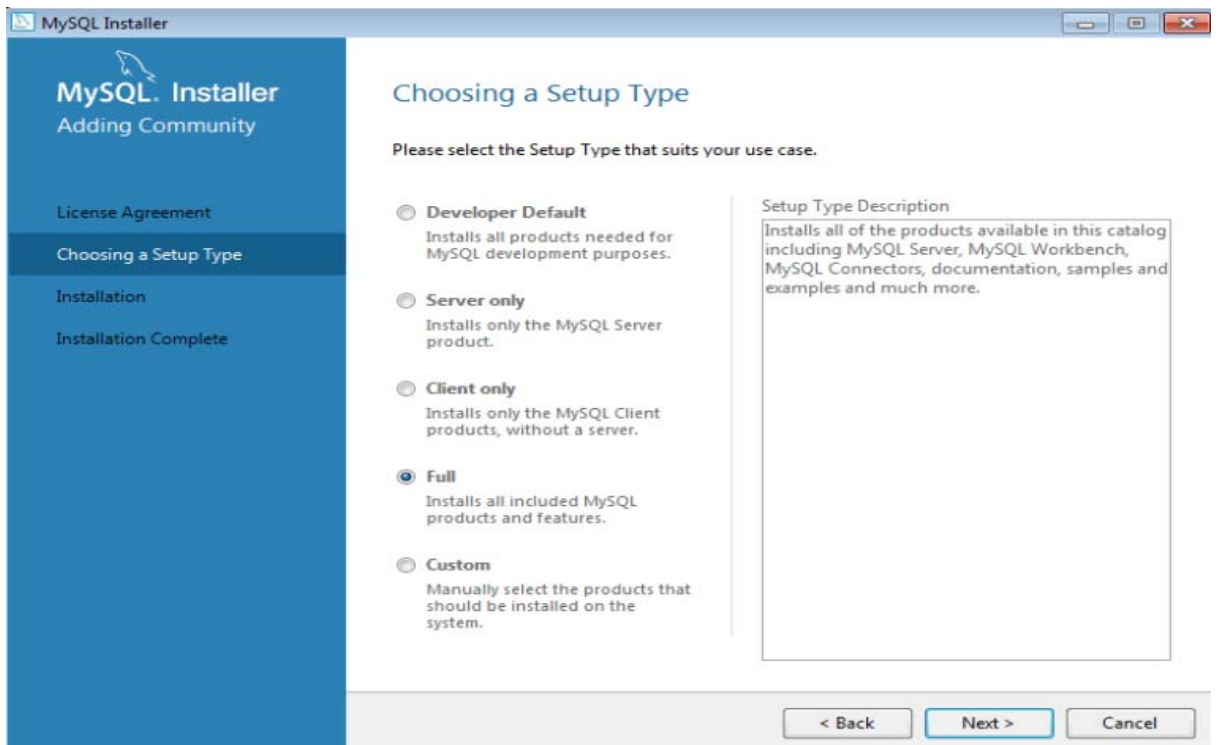 MySQL Installer
MySQL. Installer
Adding Community
License Agreement
Choosing a Setup Type
Installation
Installation Complete
Choosing a Setup Type
Please select the Setup Type that suits your use case.
Developer Default
Installs all products needed for
MySQL development purposes.
Server only
Installs only the MySQL Server
product.
Client only
Installs only the MySQL Client
products, without a server.
Full
Installs all included MySQL
products and features.
Custom
Manually select the products that
should be installed on the
system.
Setup Type Description
Installs all of the products available in this catalog
including MySQL Server, MySQL Workbench,
MySQL Connectors, documentation, samples and
examples and much more.
< Back
Next >
Cancel